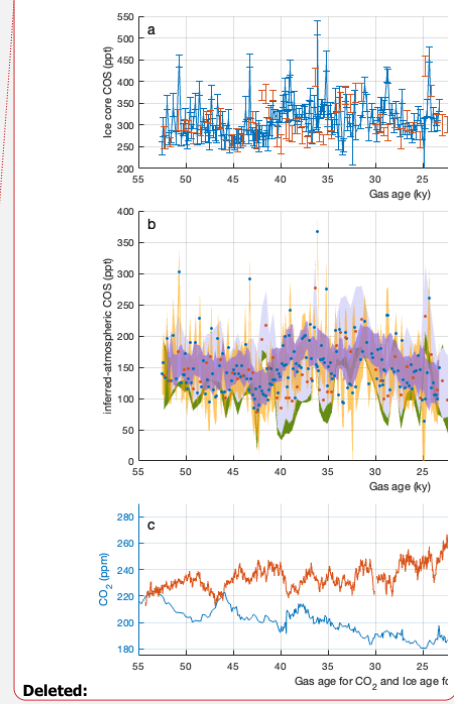 550
a
500
450
400
350
300
250
200
Ice core COS (ppt)
55 50 45 40 35 30 25
Gas age (ky)
400
b
350
300
250
200
150
100
50
0
inferred-atmospheric COS (ppt)
55 50 45 40 35 30 25
Gas age (ky)
280
c
260
240
220
200
180
CO2 (ppm)
55 50 45 40 35 30 25
Gas age for CO2 and Ice age fo
Deleted: